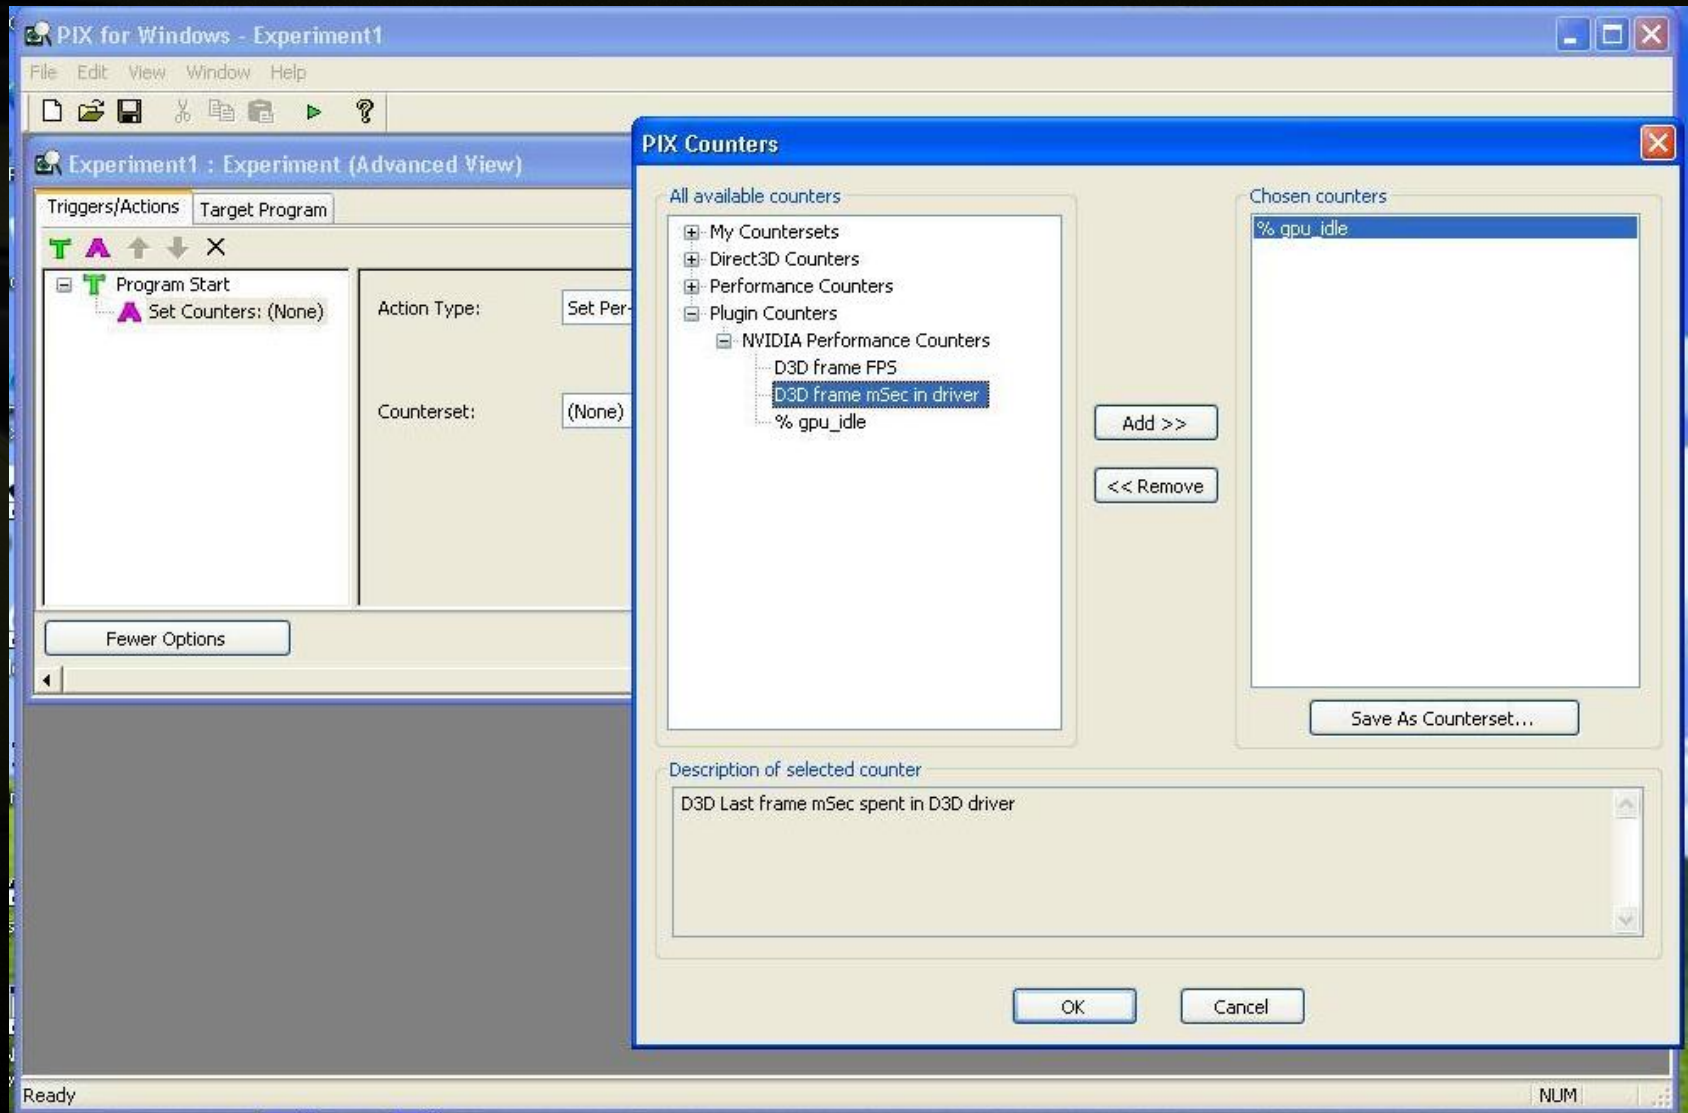 PIX for Windows - Experiment1
File Edit View Window Help
Experiment1 : Experiment (Advanced View)
Triggers/Actions Target Program
Program Start
Set Counters: (None)
Action Type:
Set Per-
Counterset:
(None)
Fewer Options
PIX Counters
All available counters
My Countersets
Direct3D Counters
Performance Counters
Plugin Counters
NVIDIA Performance Counters
D3D frame FPS
D3D frame mSec in driver
% gpu_idle
Add >>
<< Remove
Chosen counters
% gpu_idle
Save As Counterset...
Description of selected counter
D3D Last frame mSec spent in D3D driver
OK
Cancel
Ready
NUM